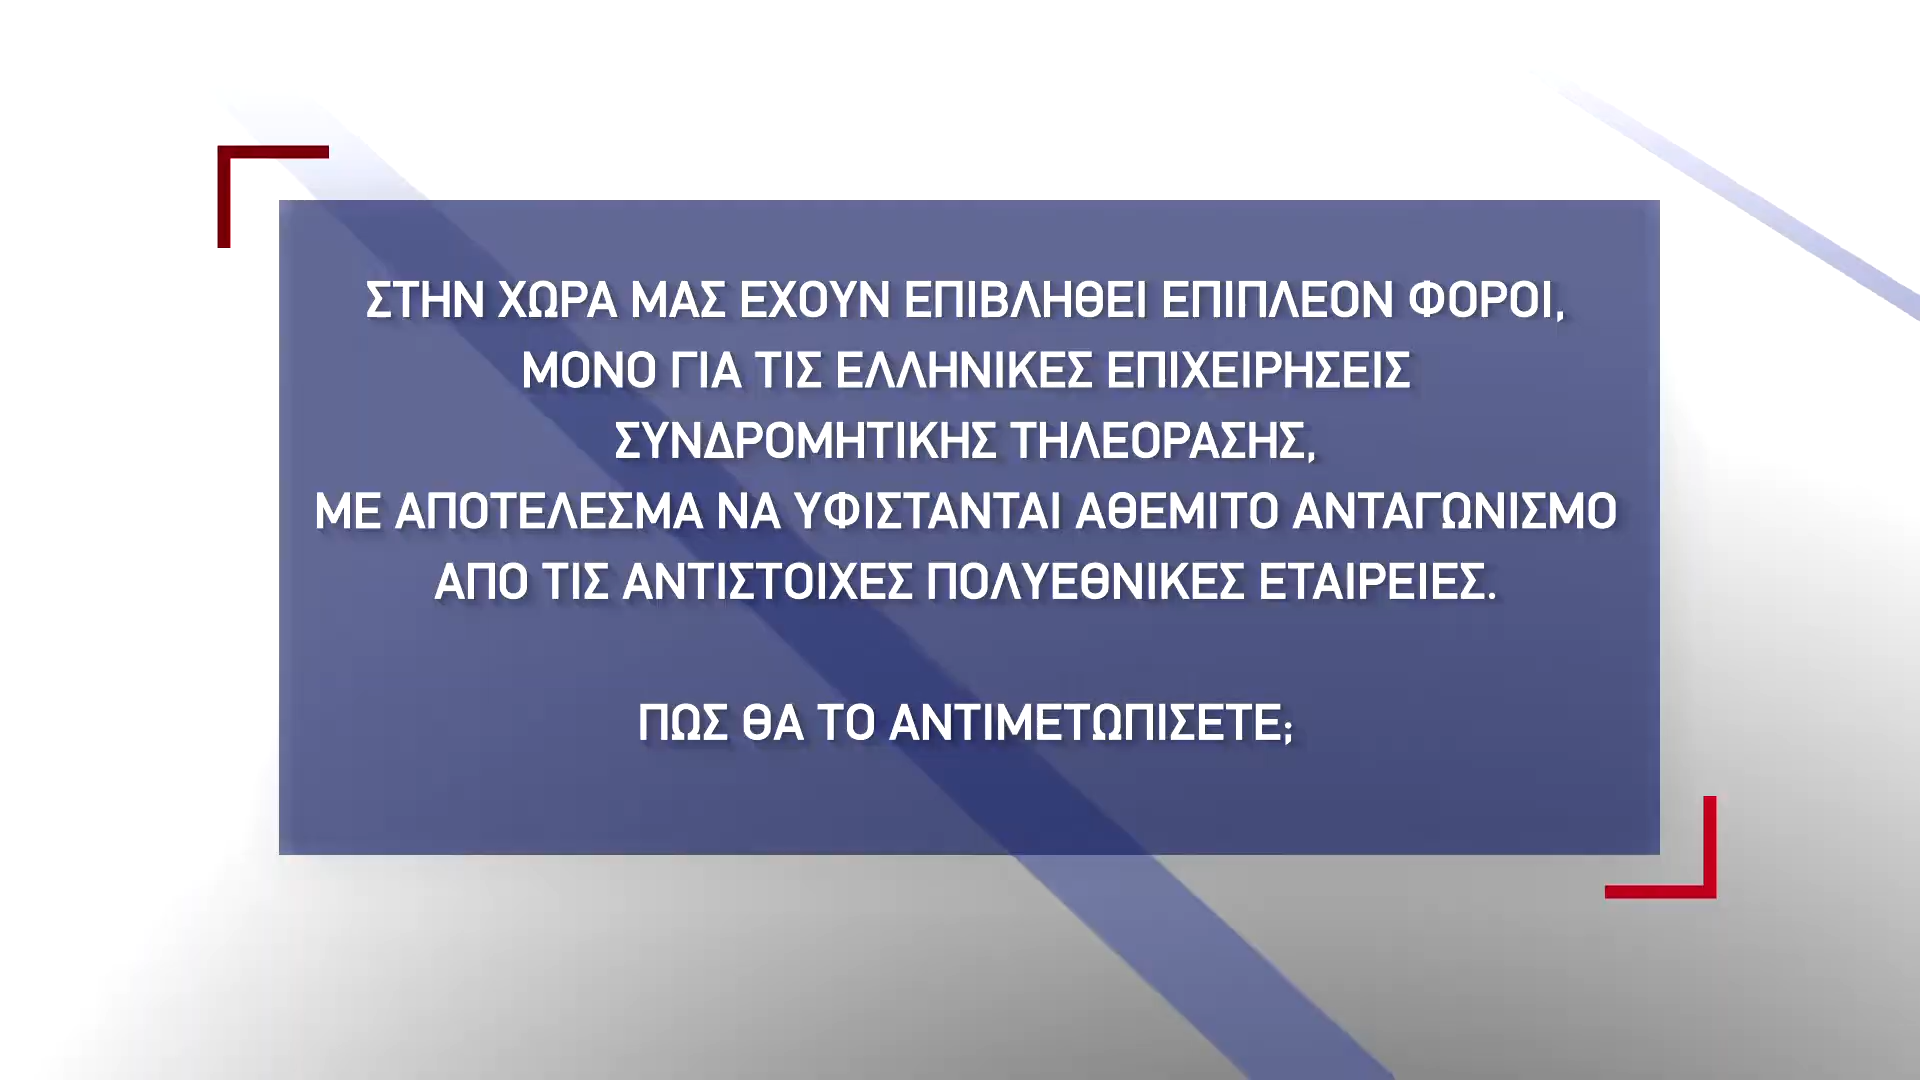 ΣΤΗΝ ΧΩΡΑ ΜΑΣ ΕΧΟΥΝ ΕΠΙΒΛΗΘΕΙ ΕΠΙΠΛΕΟΝ ΦΟΡΟΙ,
ΜΟΝΟ ΓΙΑ ΤΙΣ ΕΛΛΗΝΙΚΕΣ ΕΠΙΧΕΙΡΗΣΕΙΣ
ΣΥΝΔΡΟΜΗΤΙΚΗΣ ΤΗΛΕΟΡΑΣΗΣ,
ΜΕ ΑΠΟΤΕΛΕΣΜΑ ΝΑ ΥΦΙΣΤΑΝΤΑΙ ΑΘΕΜΙΤΟ ΑΝΤΑΓΩΝΙΣΜΟ
ΑΠΟ ΤΙΣ ΑΝΤΙΣΤΟΙΧΕΣ ΠΟΛΥΕΘΝΙΚΕΣ ΕΤΑΙΡΕΙΕΣ.
ΠΩΣ ΘΑ ΤΟ ΑΝΤΙΜΕΤΩΠΙΣΕΤΕ;